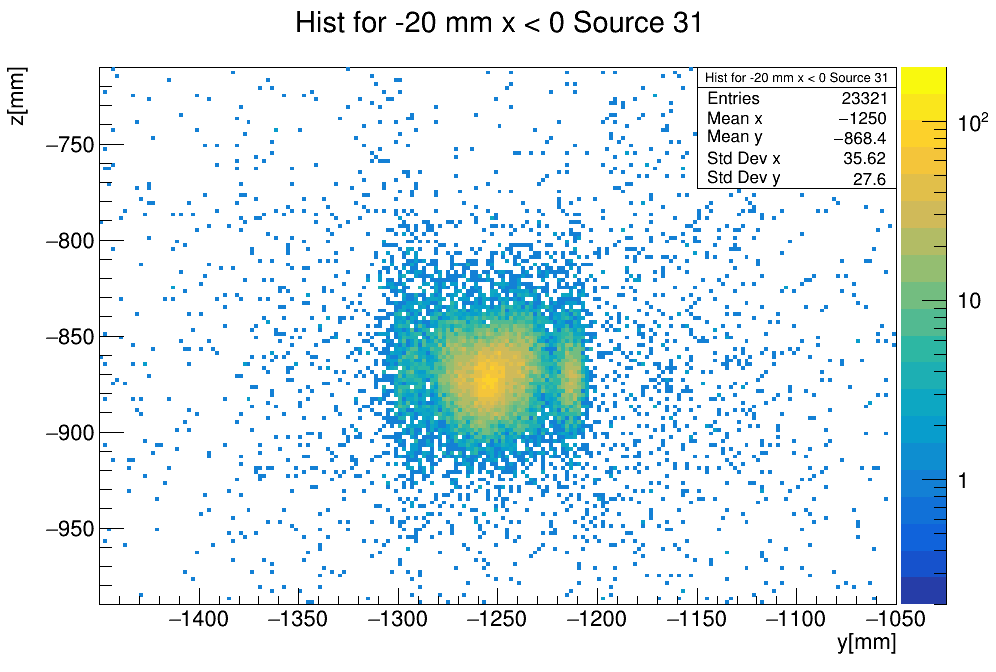 Hist for -20 mm x < 0 Source 31
z[mm]
Hist for -20 mm x < 0 Source 31
Entries 23321
Mean x −1250
Mean y −868.4
Std Dev x 35.62
Std Dev y 27.6
−750
−800
−850
−900
−950
10²
10
1
−1400 −1350 −1300 −1250 −1200 −1150 −1100 −1050
y[mm]